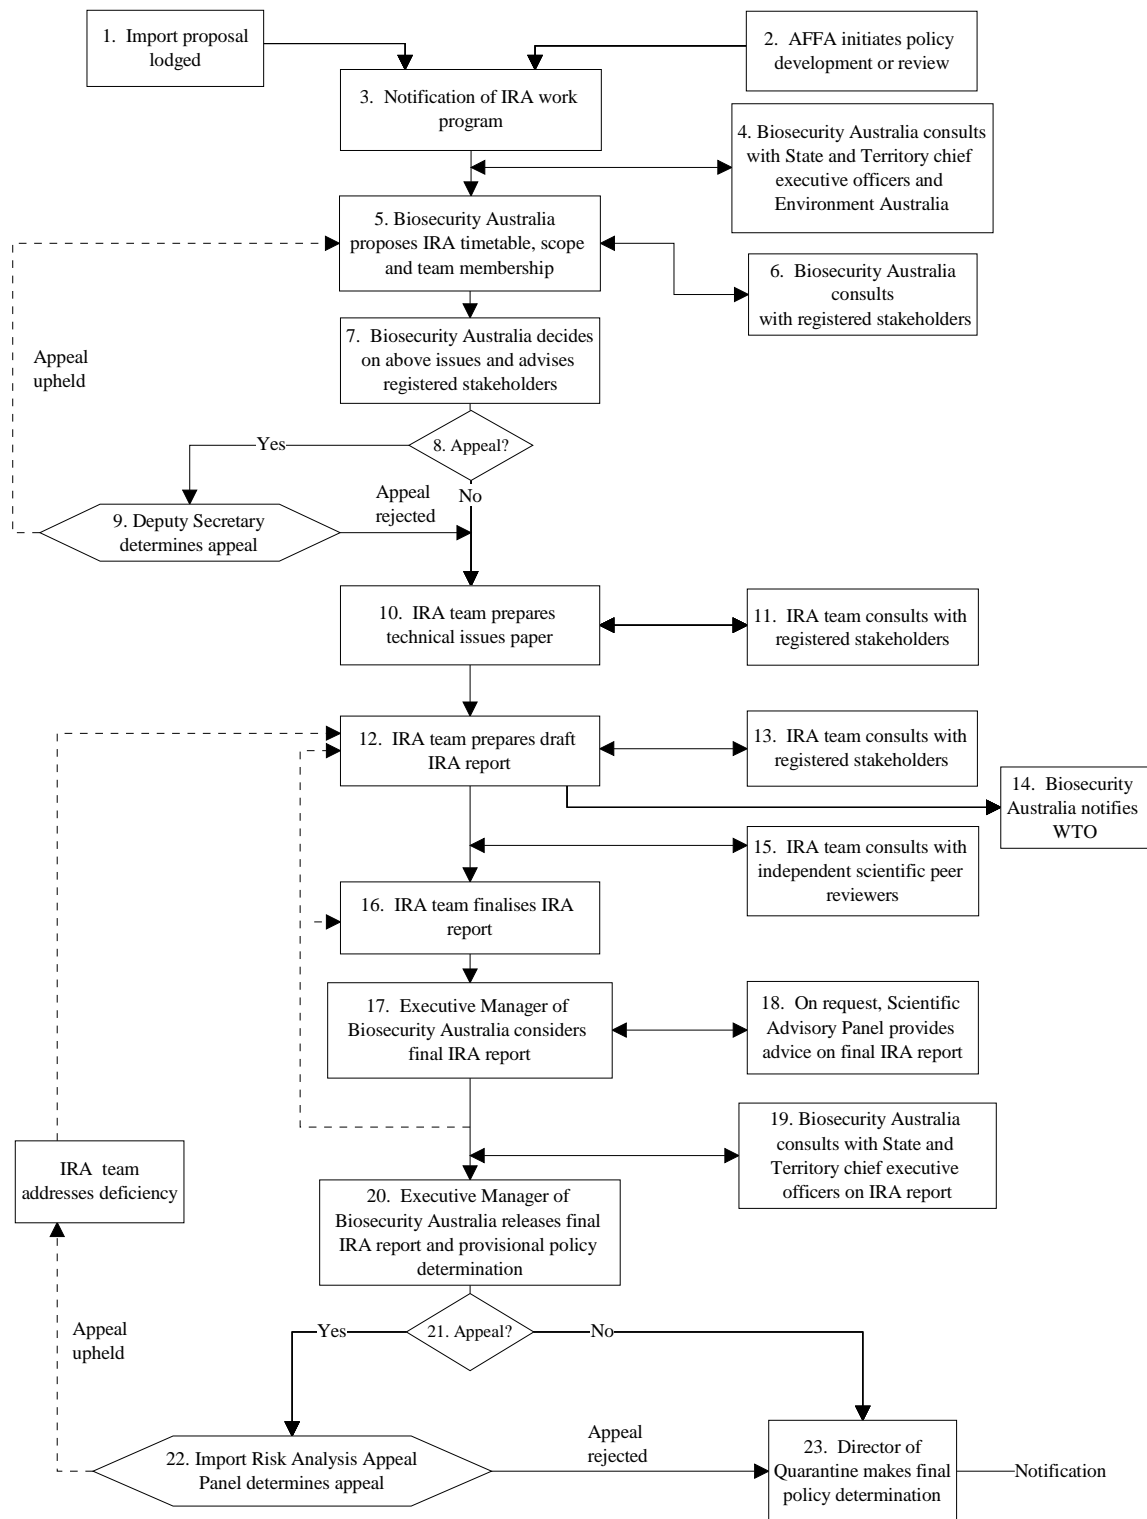 1. Import proposal
lodged
2. AFFA initiates policy
development or review
3. Notification of IRA work
program
4. Biosecurity Australia consults
with State and Territory chief
executive officers and
Environment Australia
5. Biosecurity Australia
proposes IRA timetable, scope
and team membership
6. Biosecurity Australia
consults
with registered stakeholders
7. Biosecurity Australia decides
on above issues and advises
registered stakeholders
Appeal
upheld
8. Appeal?
Yes
No
Appeal
rejected
9. Deputy Secretary
determines appeal
10. IRA team prepares
technical issues paper
11. IRA team consults with
registered stakeholders
12. IRA team prepares draft
IRA report
13. IRA team consults with
registered stakeholders
14. Biosecurity
Australia notifies
WTO
15. IRA team consults with
independent scientific peer
reviewers
16. IRA team finalises IRA
report
17. Executive Manager of
Biosecurity Australia considers
final IRA report
18. On request, Scientific
Advisory Panel provides
advice on final IRA report
19. Biosecurity Australia
consults with State and
Territory chief executive
officers on IRA report
IRA team
addresses deficiency
20. Executive Manager of
Biosecurity Australia releases final
IRA report and provisional policy
determination
21. Appeal?
Yes
No
Appeal
upheld
22. Import Risk Analysis Appeal
Panel determines appeal
Appeal
rejected
23. Director of
Quarantine makes final
policy determination
Notification